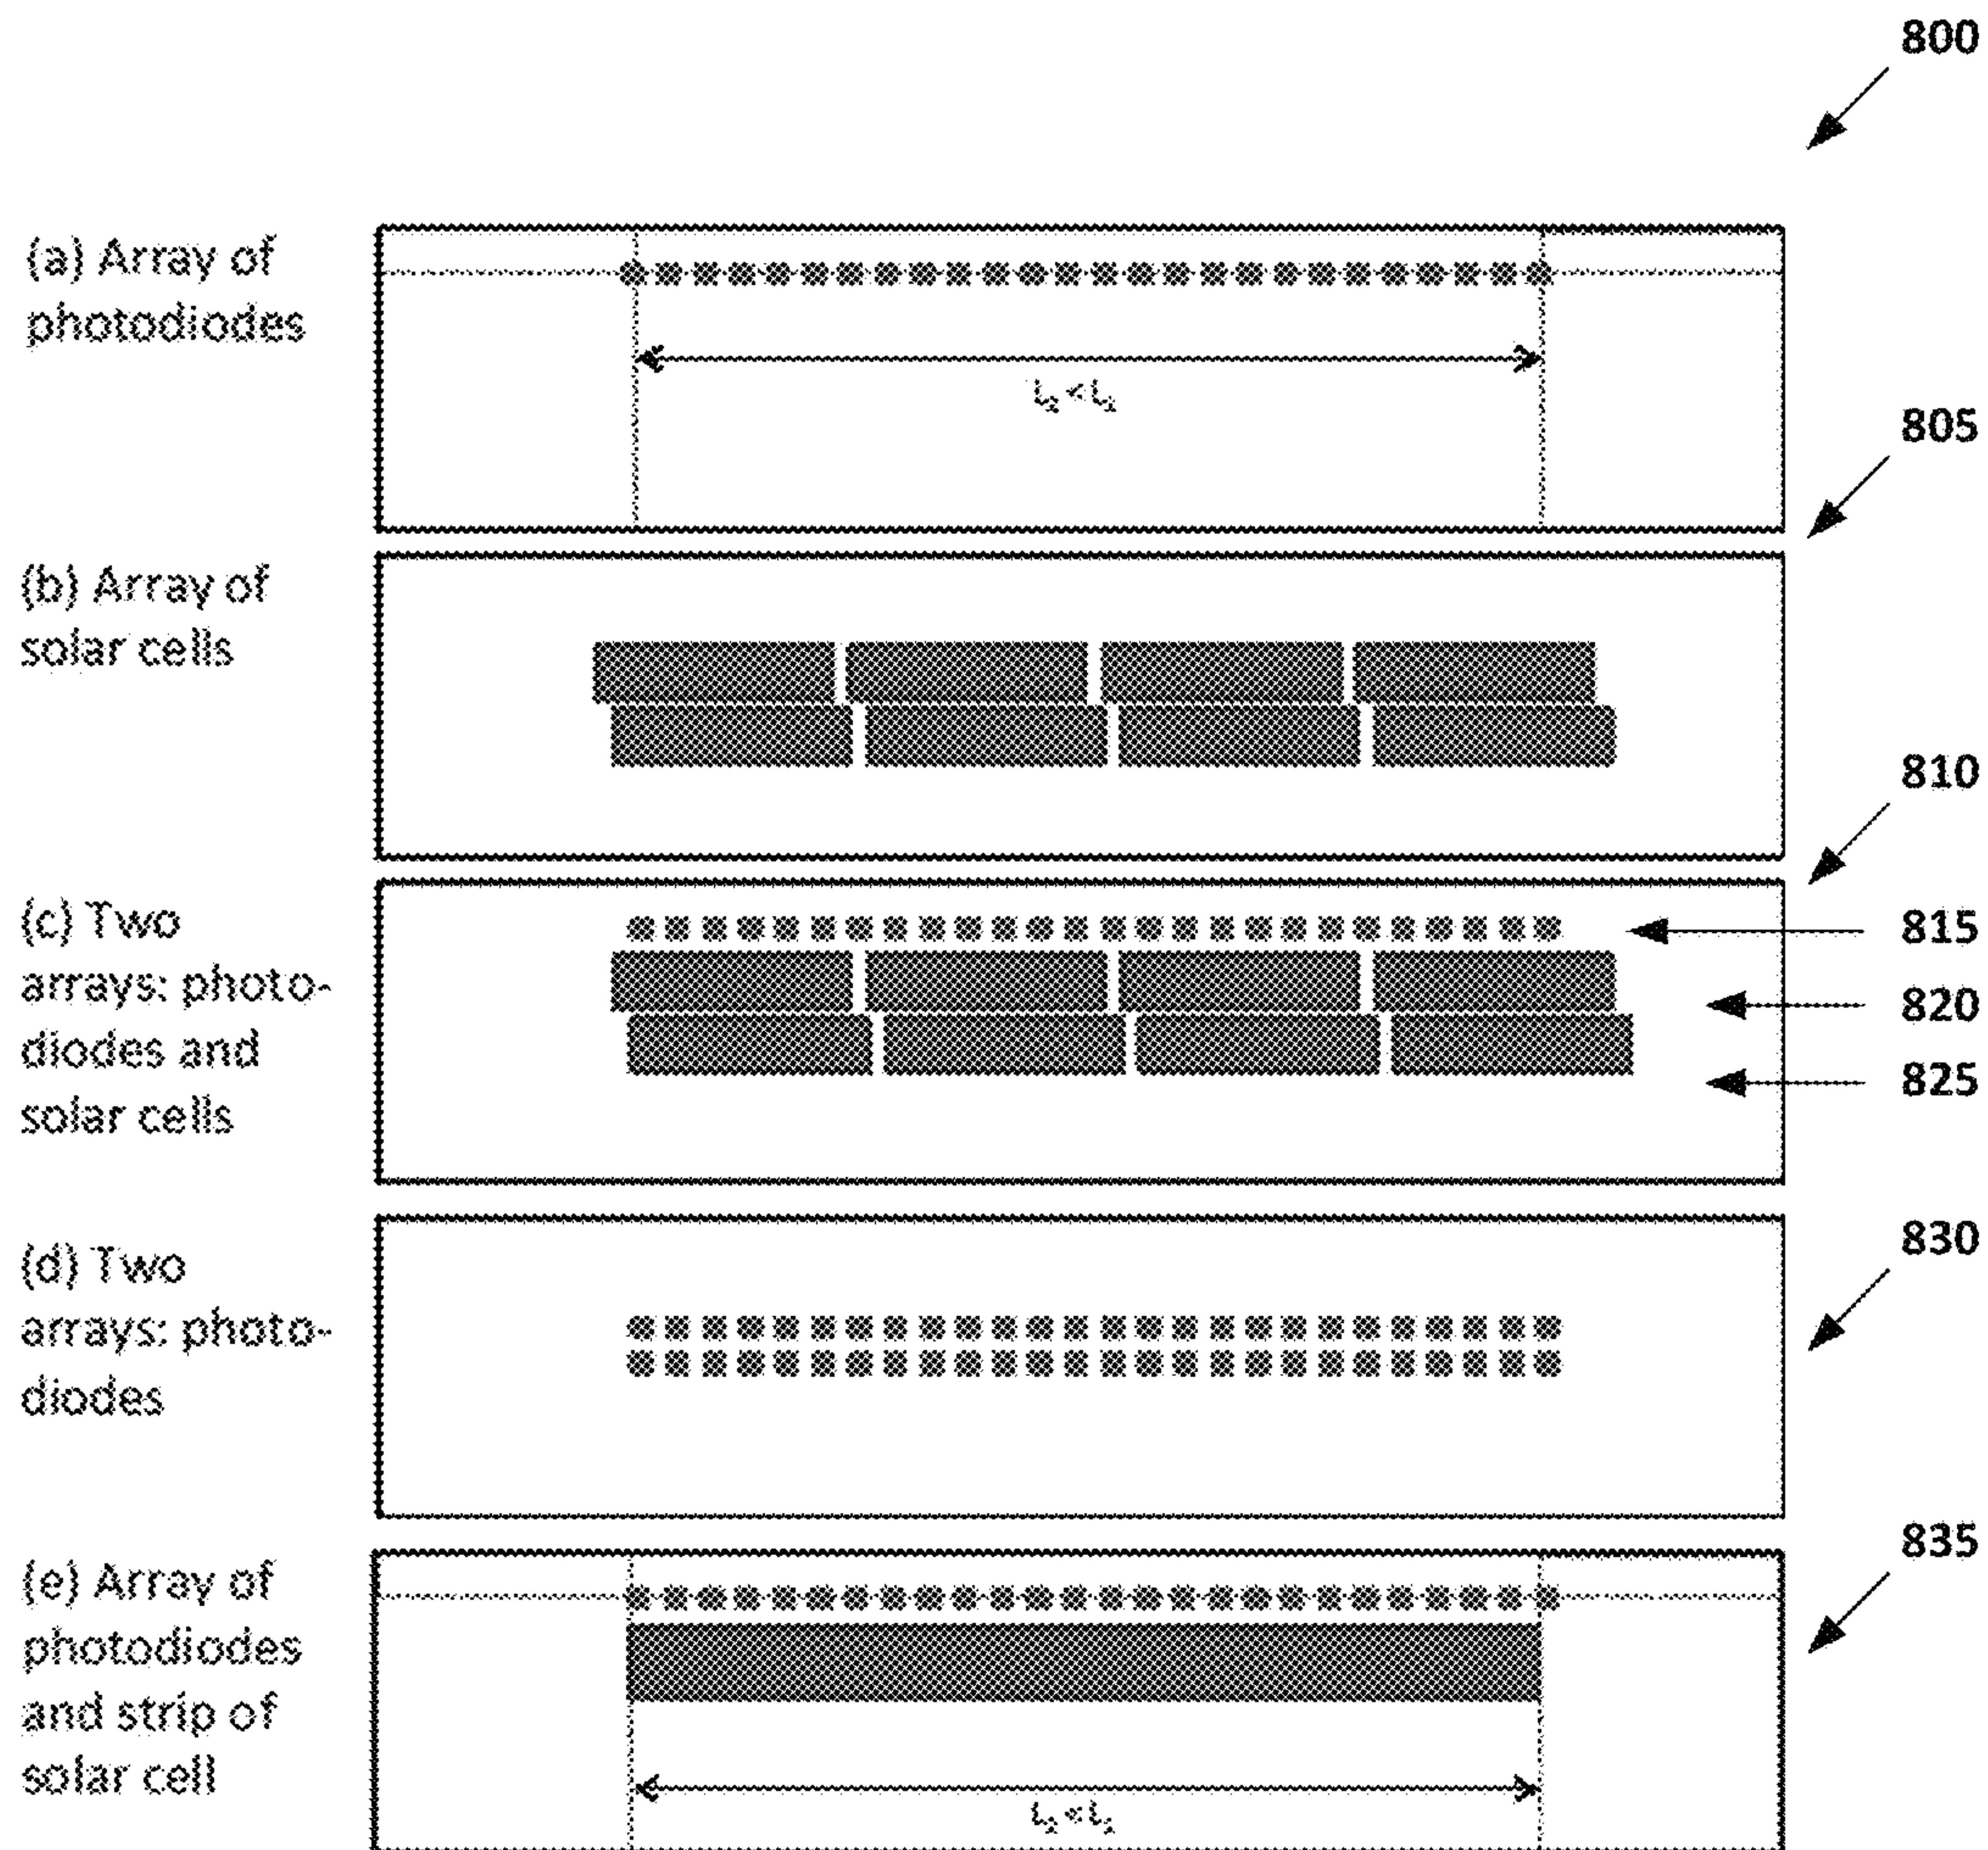 800
(a) Array of
photodiodes
805
(b) Array of
solar cells
810
(c) Two
arrays: photo-
diodes and
solar cells
815
820
825
(d) Two
arrays: photo-
diodes
830
(e) Array of
photodiodes
and strip of
solar cell
835